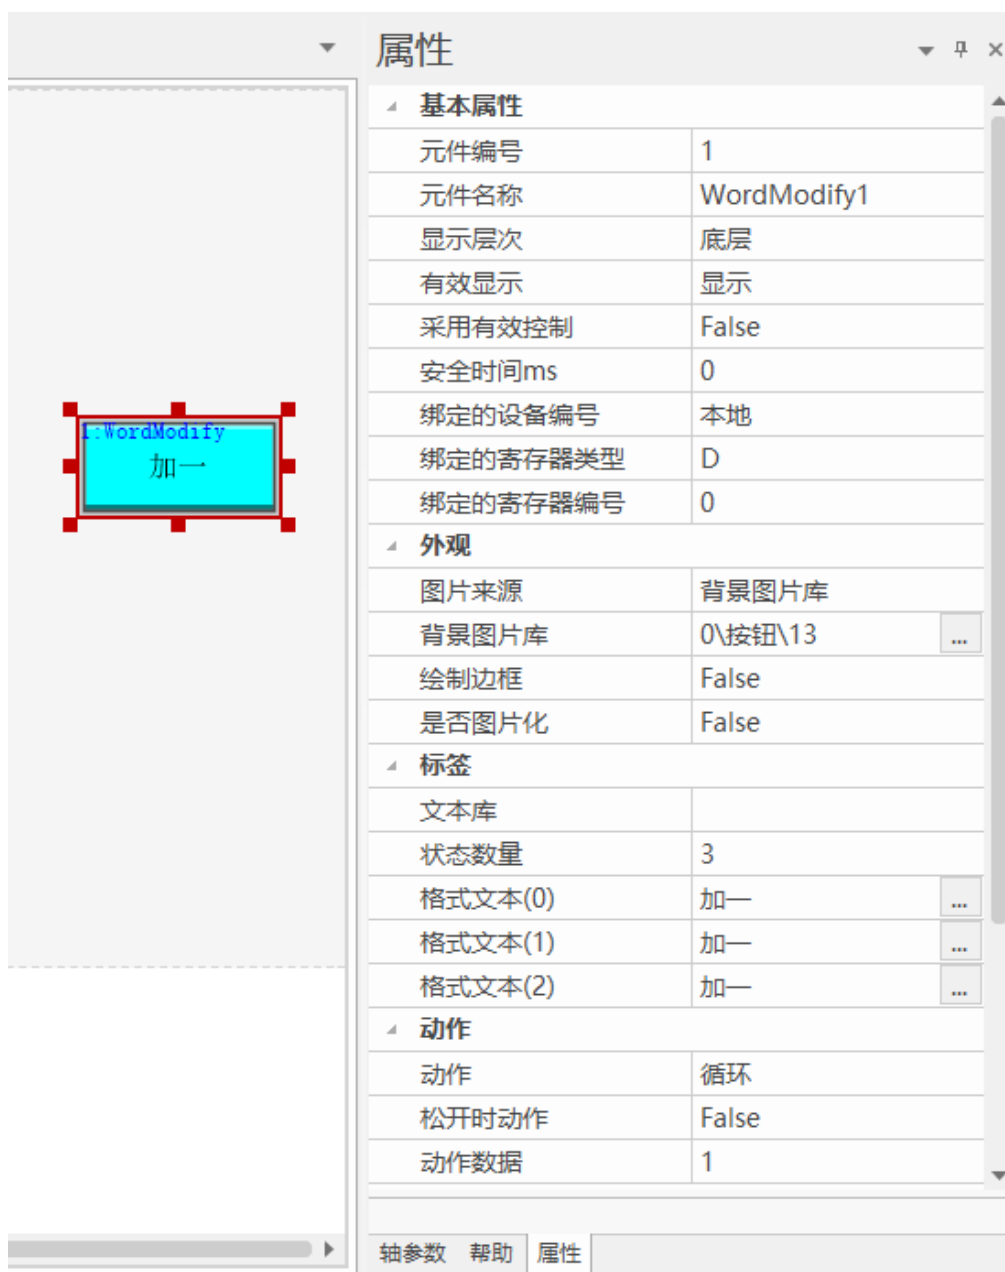 属性
基本属性
元件编号 1
元件名称 WordModify1
显示层次 底层
有效显示 显示
采用有效控制 False
安全时间ms 0
绑定的设备编号 本地
绑定的寄存器类型 D
绑定的寄存器编号 0
1:WordModify
加一
外观
图片来源 背景图片库
背景图片库 0\按钮\13 ...
绘制边框 False
是否图片化 False
标签
文本库
状态数量 3
格式文本(0) 加一 ...
格式文本(1) 加一 ...
格式文本(2) 加一 ...
动作
动作 循环
松开时动作 False
动作数据 1
轴参数 帮助 属性